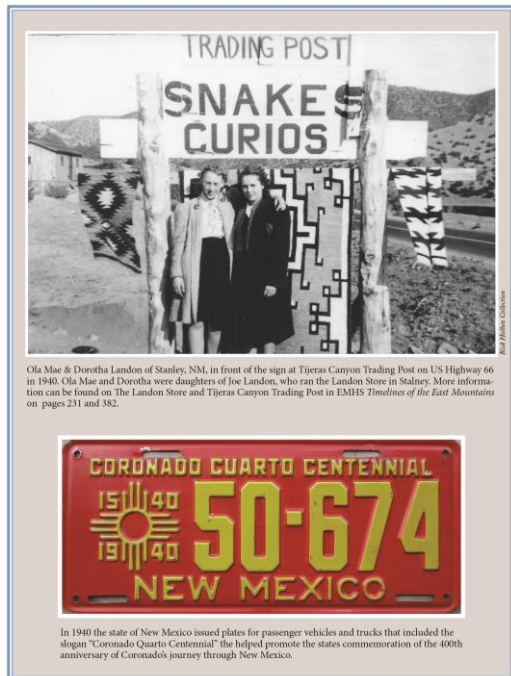 TRADING POST
SNAKES
CURIOS
Rick Holben Collection
Ola Mae & Dorotha Landon of Stanley, NM, in front of the sign at Tijeras Canyon Trading Post on US Highway 66
in 1940. Ola Mae and Dorotha were daughters of Joe Landon, who ran the Landon Store in Stalney. More informa-
tion can be found on The Landon Store and Tijeras Canyon Trading Post in EMHS Timelines of the East Mountains
on pages 231 and 382.
CORONADO CUARTO CENTENNIAL
15 40
19 40
50-674
NEW MEXICO
In 1940 the state of New Mexico issued plates for passenger vehicles and trucks that included the
slogan "Coronado Quarto Centennial" the helped promote the states commemoration of the 400th
anniversary of Coronado's journey through New Mexico.